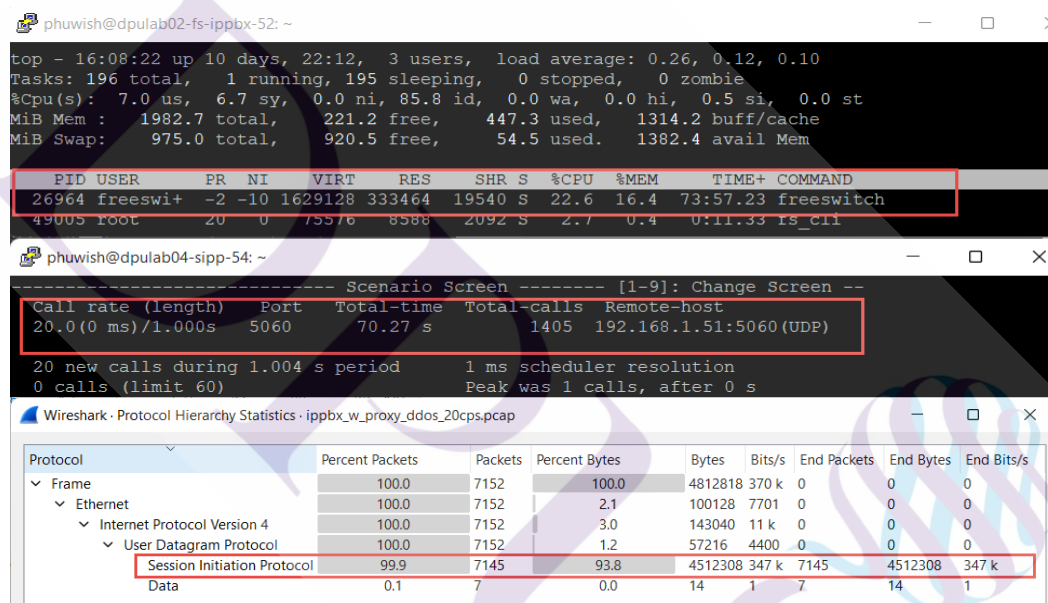 phuwish@dpulab02-fs-ippbx-52: ~
top - 16:08:22 up 10 days, 22:12, 3 users, load average: 0.26, 0.12, 0.10
Tasks: 196 total, 1 running, 195 sleeping, 0 stopped, 0 zombie
%Cpu(s): 7.0 us, 6.7 sy, 0.0 ni, 85.8 id, 0.0 wa, 0.0 hi, 0.5 si, 0.0 st
MiB Mem : 1982.7 total, 221.2 free, 447.3 used, 1314.2 buff/cache
MiB Swap: 975.0 total, 920.5 free, 54.5 used. 1382.4 avail Mem
PID USER PR NI VIRT RES SHR S %CPU %MEM TIME+ COMMAND
26964 freeswi+ -2 -10 1629128 333464 19540 S 22.6 16.4 73:57.23 freeswitch
49005 root 20 0 75576 8588 2092 S 2.7 0.4 0:11.33 fs_cli
phuwish@dpulab04-sipp-54: ~
------------------------------ Scenario Screen -------- [1-9]: Change Screen --
Call rate (length) Port Total-time Total-calls Remote-host
20.0(0 ms)/1.000s 5060 70.27 s 1405 192.168.1.51:5060(UDP)
20 new calls during 1.004 s period 1 ms scheduler resolution
0 calls (limit 60) Peak was 1 calls, after 0 s
Wireshark · Protocol Hierarchy Statistics · ippbx_w_proxy_ddos_20cps.pcap
Protocol Percent Packets Packets Percent Bytes Bytes Bits/s End Packets End Bytes End Bits/s
Frame 100.0 7152 100.0 4812818 370 k 0 0 0
Ethernet 100.0 7152 2.1 100128 7701 0 0 0
Internet Protocol Version 4 100.0 7152 3.0 143040 11 k 0 0 0
User Datagram Protocol 100.0 7152 1.2 57216 4400 0 0 0
Session Initiation Protocol 99.9 7145 93.8 4512308 347 k 7145 4512308 347 k
Data 0.1 7 0.0 14 1 7 14 1